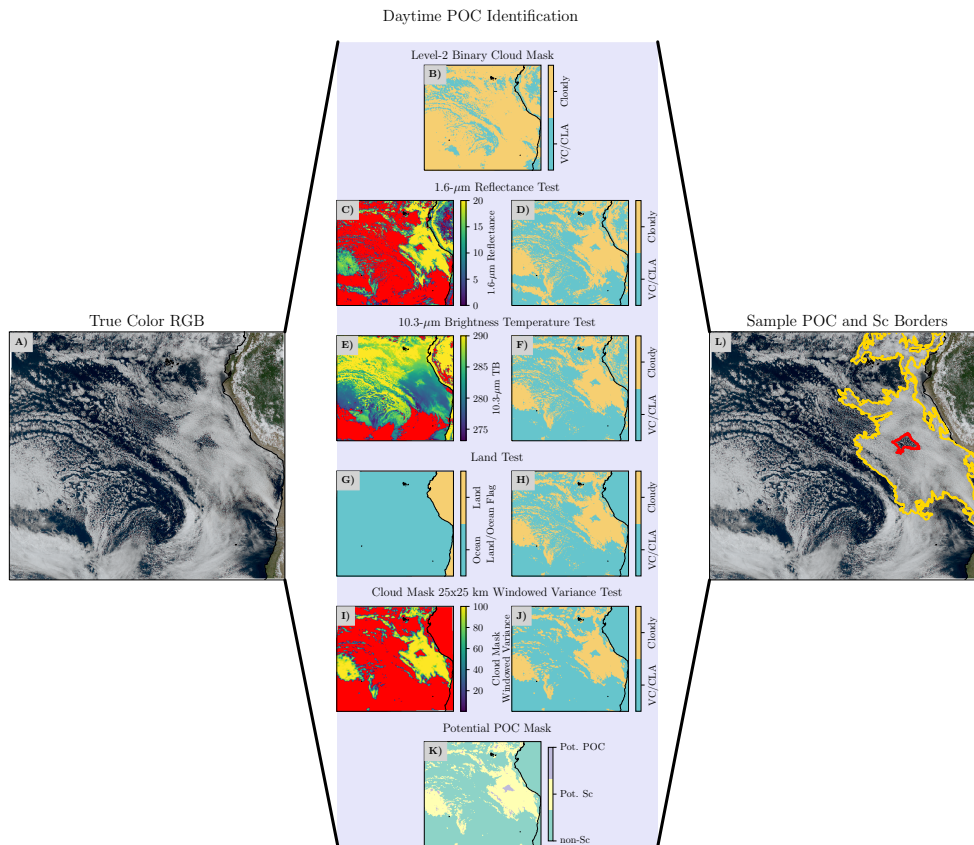 Daytime POC Identification
Level-2 Binary Cloud Mask
B)
Cloudy
VC/CLA
1.6-μm Reflectance Test
C)
20
15
10
5
0
1.6-μm Reflectance
D)
Cloudy
VC/CLA
True Color RGB
A)
10.3-μm Brightness Temperature Test
E)
290
285
280
275
10.3-μm TB
F)
Cloudy
VC/CLA
Sample POC and Sc Borders
L)
Land Test
G)
Land
Ocean
Land/Ocean Flag
H)
Cloudy
VC/CLA
Cloud Mask 25x25 km Windowed Variance Test
I)
100
80
60
40
20
Cloud Mask
Windowed Variance
J)
Cloudy
VC/CLA
Potential POC Mask
K)
Pot. POC
Pot. Sc
non-Sc